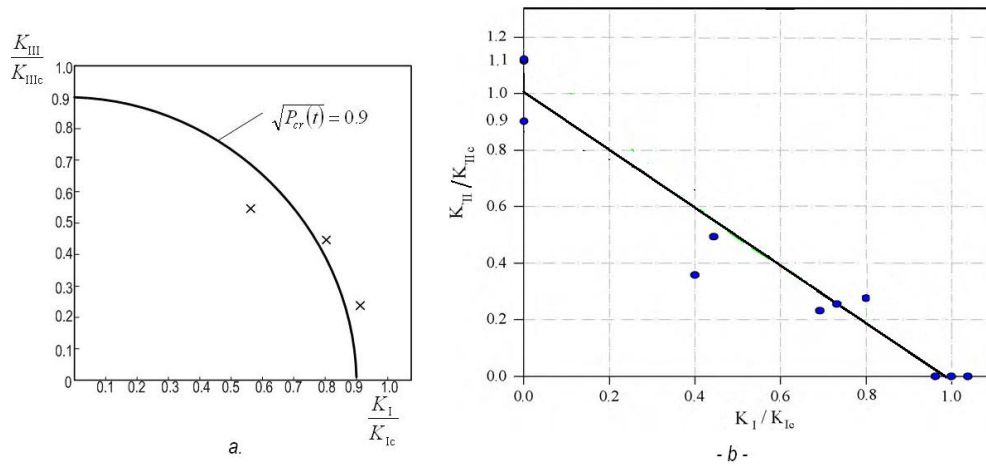 K_III / K_IIIc
1.0
0.9
0.8
0.7
0.6
0.5
0.4
0.3
0.2
0.1
0
√P_cr(t) = 0.9
0.1 0.2 0.3 0.4 0.5 0.6 0.7 0.8 0.9 1.0
K_I / K_Ic
a.
K_II / K_IIc
1.2
1.1
1.0
0.9
0.8
0.6
0.4
0.2
0.0
0.0 0.2 0.4 0.6 0.8 1.0
K_I / K_Ic
- b -